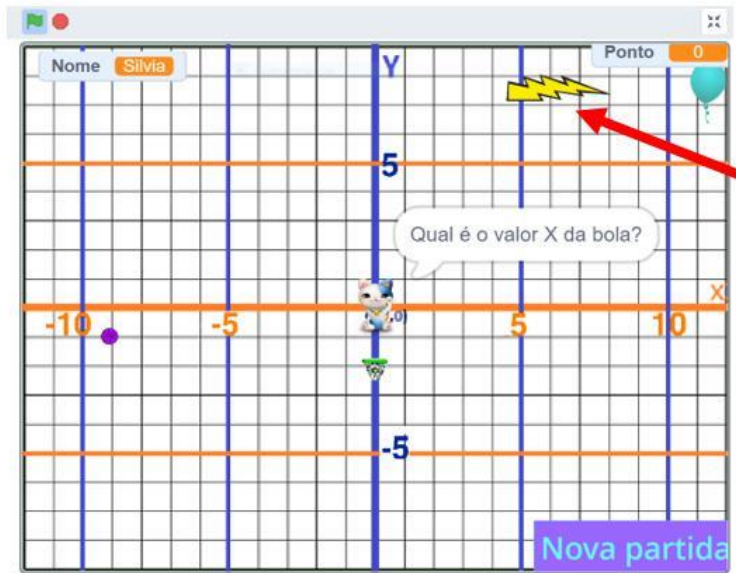 Nome Silvia
Ponto 0
Y
5
Qual é o valor X da bola?
X
,0)
-10 -5 5 10
-5
Nova partida